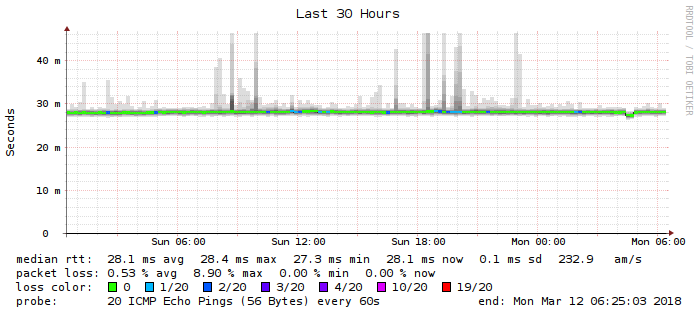 Last 30 Hours
RRDTOOL / TOBI OETIKER
Seconds
40 m
30 m
20 m
10 m
0
Sun 06:00 Sun 12:00 Sun 18:00 Mon 00:00 Mon 06:00
median rtt: 28.1 ms avg 28.4 ms max 27.3 ms min 28.1 ms now 0.1 ms sd 232.9 am/s
packet loss: 0.53 % avg 8.90 % max 0.00 % min 0.00 % now
loss color: 0 1/20 2/20 3/20 4/20 10/20 19/20
probe: 20 ICMP Echo Pings (56 Bytes) every 60s end: Mon Mar 12 06:25:03 2018